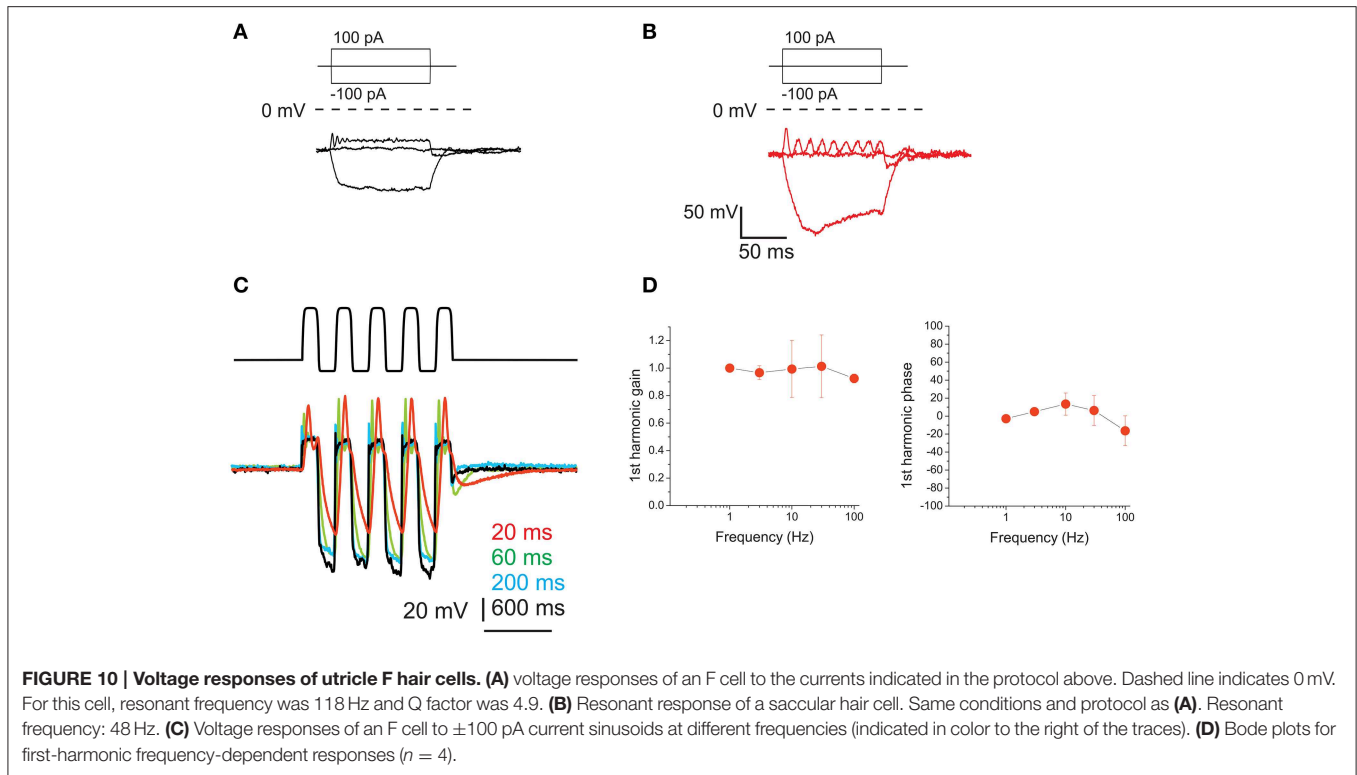 A
100 pA
-100 pA
0 mV
B
100 pA
-100 pA
0 mV
50 mV
50 ms
C
20 ms
60 ms
200 ms
20 mV
600 ms
D
1.2
1.0
0.8
0.6
0.4
0.2
0.0
1st harmonic gain
1 10 100
Frequency (Hz)
100
80
60
40
20
0
-20
-40
-60
-80
-100
1st harmonic phase
1 10 100
Frequency (Hz)
FIGURE 10 | Voltage responses of utricle F hair cells. (A) voltage responses of an F cell to the currents indicated in the protocol above. Dashed line indicates 0 mV.
For this cell, resonant frequency was 118 Hz and Q factor was 4.9. (B) Resonant response of a saccular hair cell. Same conditions and protocol as (A). Resonant
frequency: 48 Hz. (C) Voltage responses of an F cell to ±100 pA current sinusoids at different frequencies (indicated in color to the right of the traces). (D) Bode plots for
first-harmonic frequency-dependent responses (n = 4).